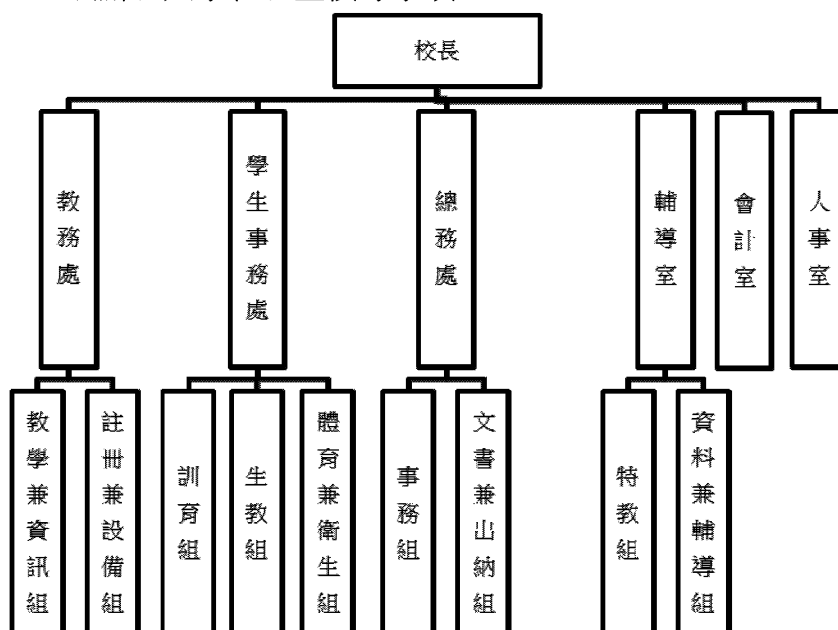 校長
教務處
學生事務處
總務處
輔導室
會計室
人事室
教學兼資訊組
註冊兼設備組
訓育組
生教組
體育兼衛生組
事務組
文書兼出納組
特教組
資料兼輔導組